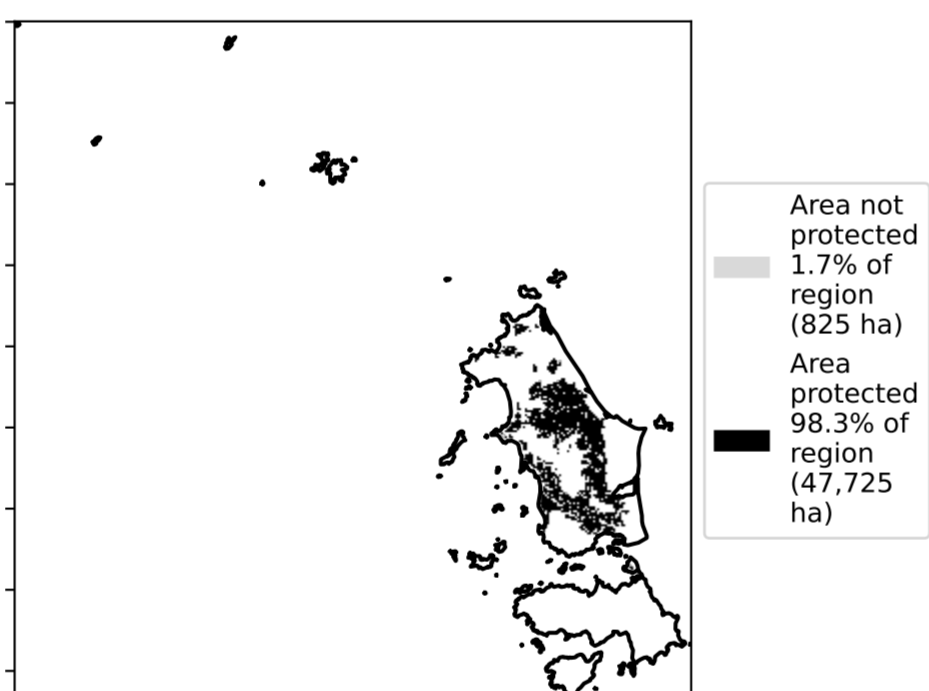 Area not
protected
1.7% of
region
(825 ha)
Area
protected
98.3% of
region
(47,725
ha)